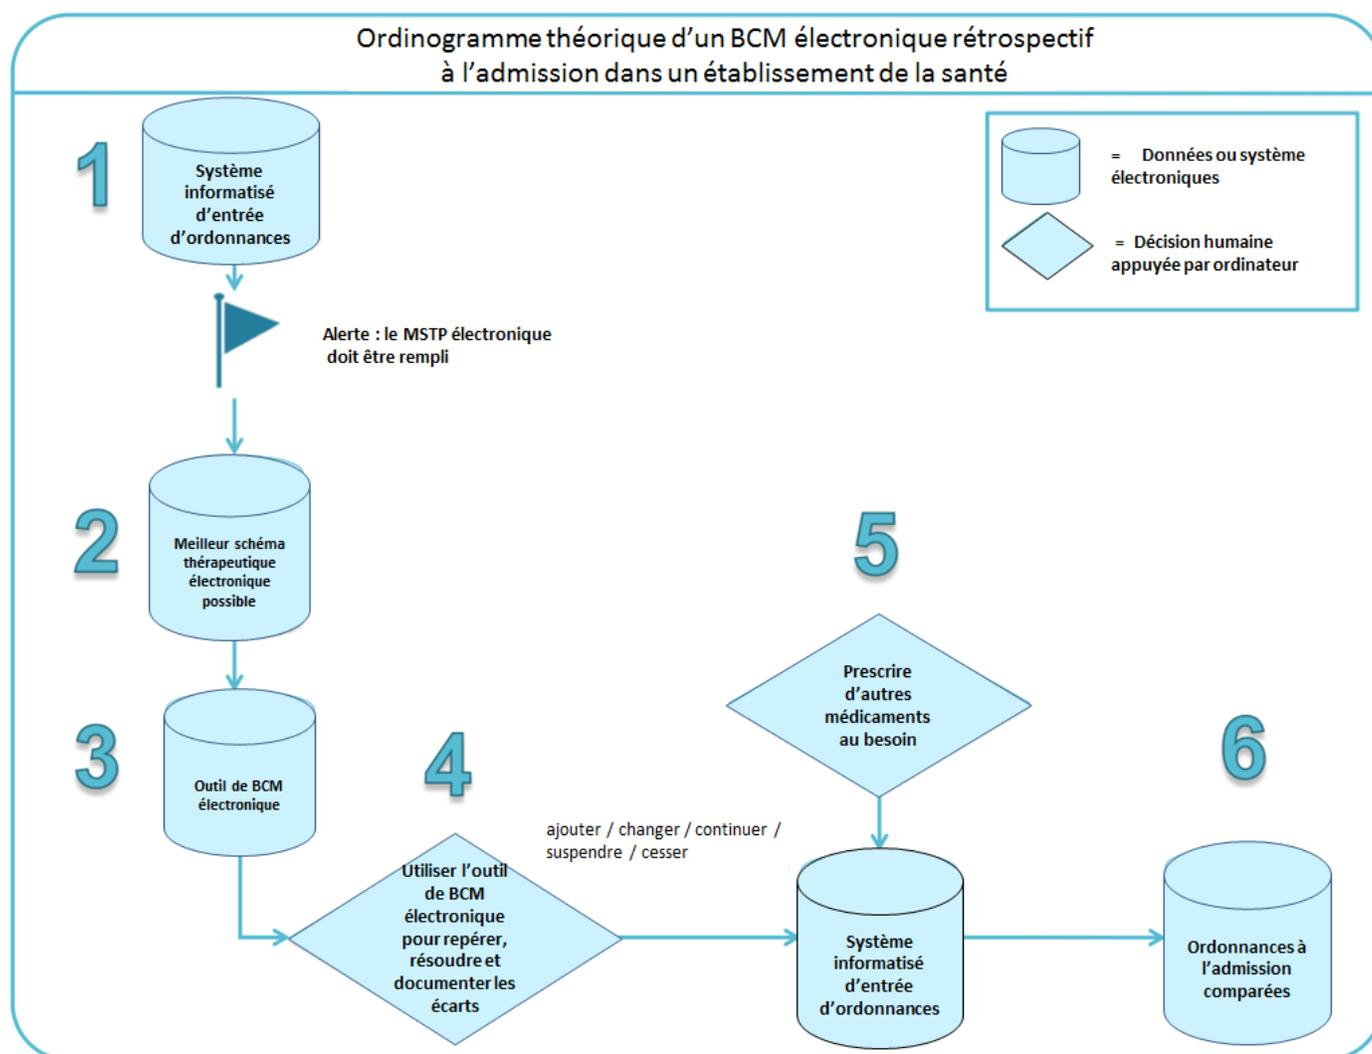 Ordinogramme théorique d'un BCM électronique rétrospectif
à l'admission dans un établissement de la santé
1
Système
informatisé
d'entrée
d'ordonnances
= Données ou système
électroniques
= Décision humaine
appuyée par ordinateur
Alerte : le MSTP électronique
doit être rempli
2
Meilleur schéma
thérapeutique
électronique
possible
3
Outil de BCM
électronique
4
Utiliser l'outil
de BCM
électronique
pour repérer,
résoudre et
documenter les
écarts
ajouter / changer / continuer /
suspendre / cesser
5
Prescrire
d'autres
médicaments
au besoin
Système
informatisé
d'entrée
d'ordonnances
6
Ordonnances à
l'admission
comparées